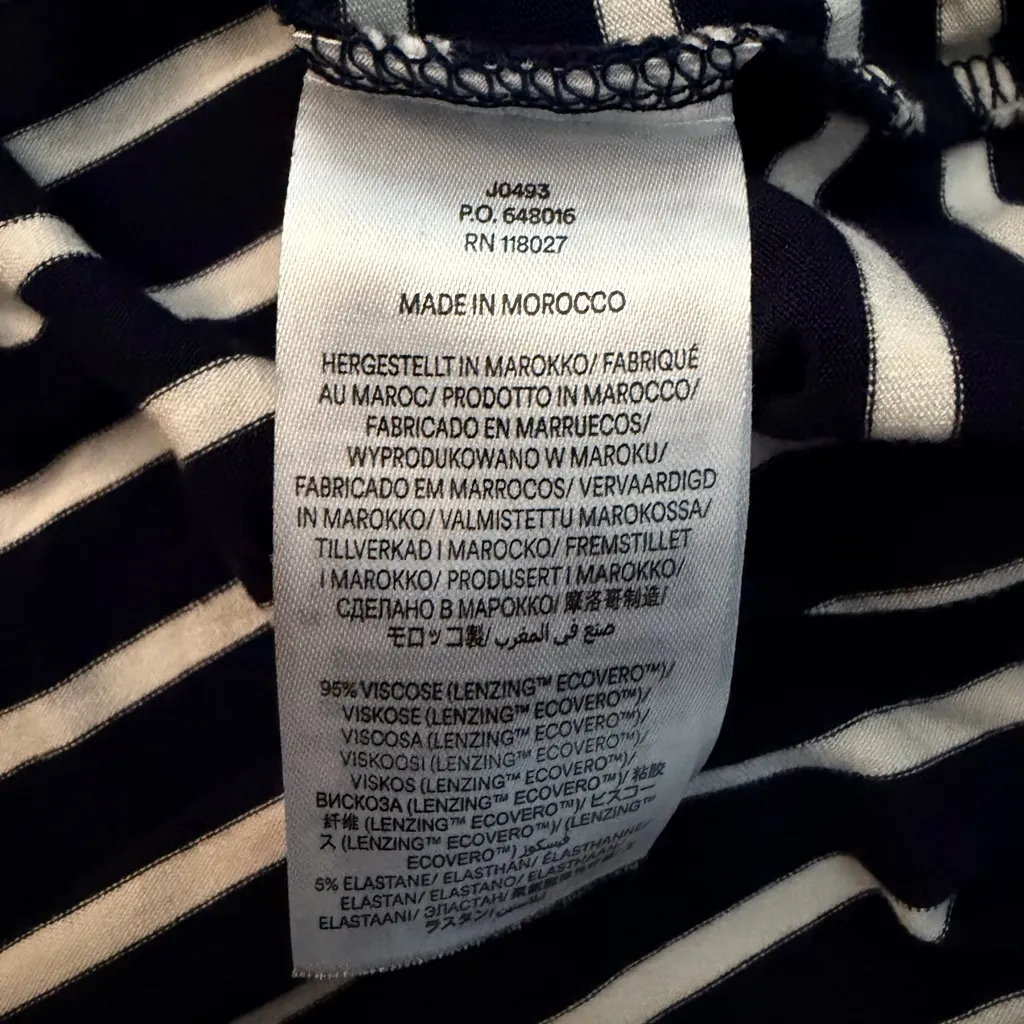 J0493
P.O. 648016
RN 118027
MADE IN MOROCCO
HERGESTELLT IN MAROKKO/ FABRIQUÉ
AU MAROC/ PRODOTTO IN MAROCCO/
FABRICADO EN MARRUECOS/
WYPRODUKOWANO W MAROKU/
FABRICADO EM MARROCOS/ VERVAARDIGD
IN MAROKKO/ VALMISTETTU MAROKOSSA/
TILLVERKAD I MAROCKO/ FREMSTILLET
I MAROKKO/ PRODUSERT I MAROKKO/
СДЕЛАНО В МАРОККО/ 摩洛哥制造/
モロッコ製/ صنع في المغرب
95% VISCOSE (LENZING™ ECOVERO™)/
VISKOSE (LENZING™ ECOVERO™)/
VISCOSA (LENZING™ ECOVERO™)/
VISKOOSI (LENZING™ ECOVERO™)/
VISKOS (LENZING™ ECOVERO™)/ 粘胶
ВИСКОЗА (LENZING™ ECOVERO™)/
纤维 (LENZING™ ECOVERO™)/ ビスコー
ス (LENZING™ ECOVERO™)/ (LENZING™
ECOVERO™) فيسكوز
5% ELASTANE/ ELASTHAN/ ÉLASTHANNE/
ELASTAN/ ELASTANO/
ELASTAANI/ ЭЛАСТАН/
ラスタン/